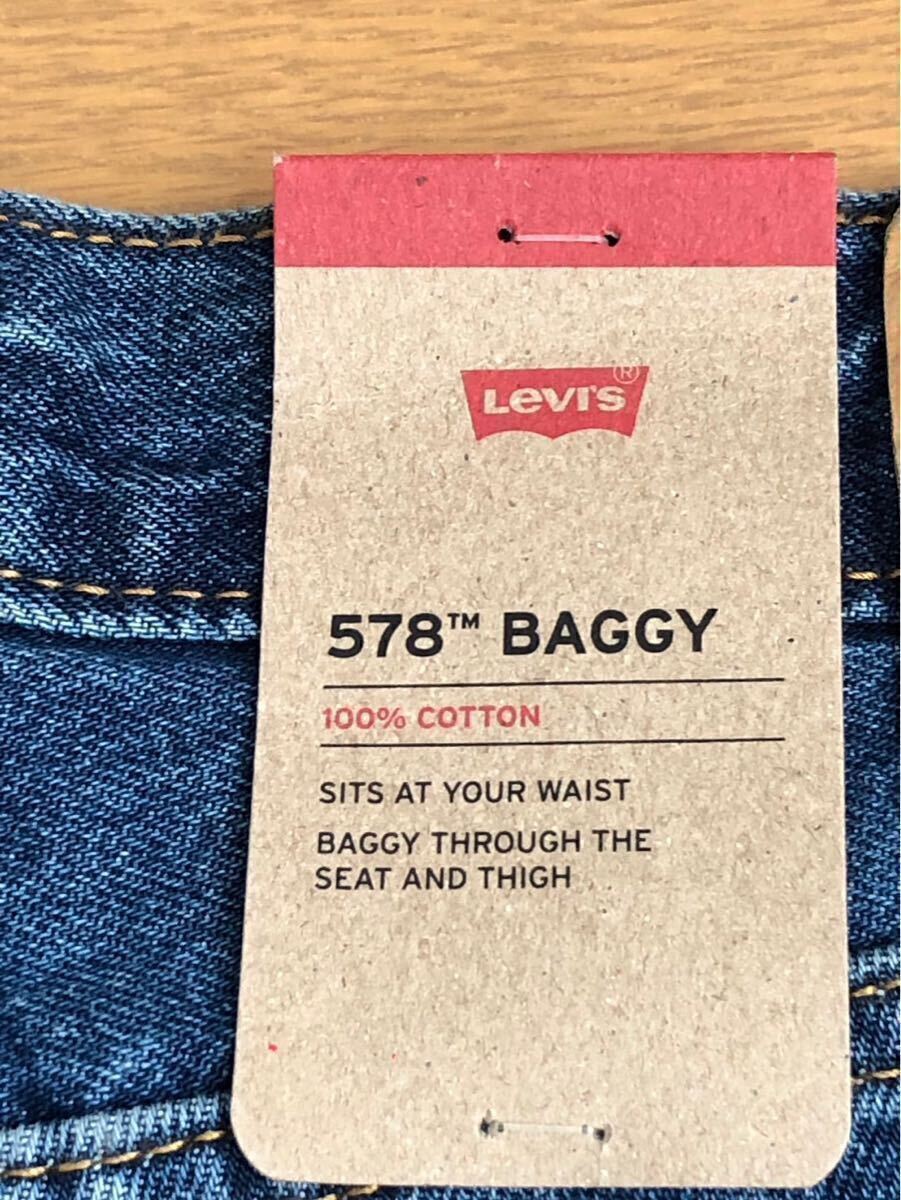 Levi's®
578™ BAGGY
100% COTTON
SITS AT YOUR WAIST
BAGGY THROUGH THE
SEAT AND THIGH